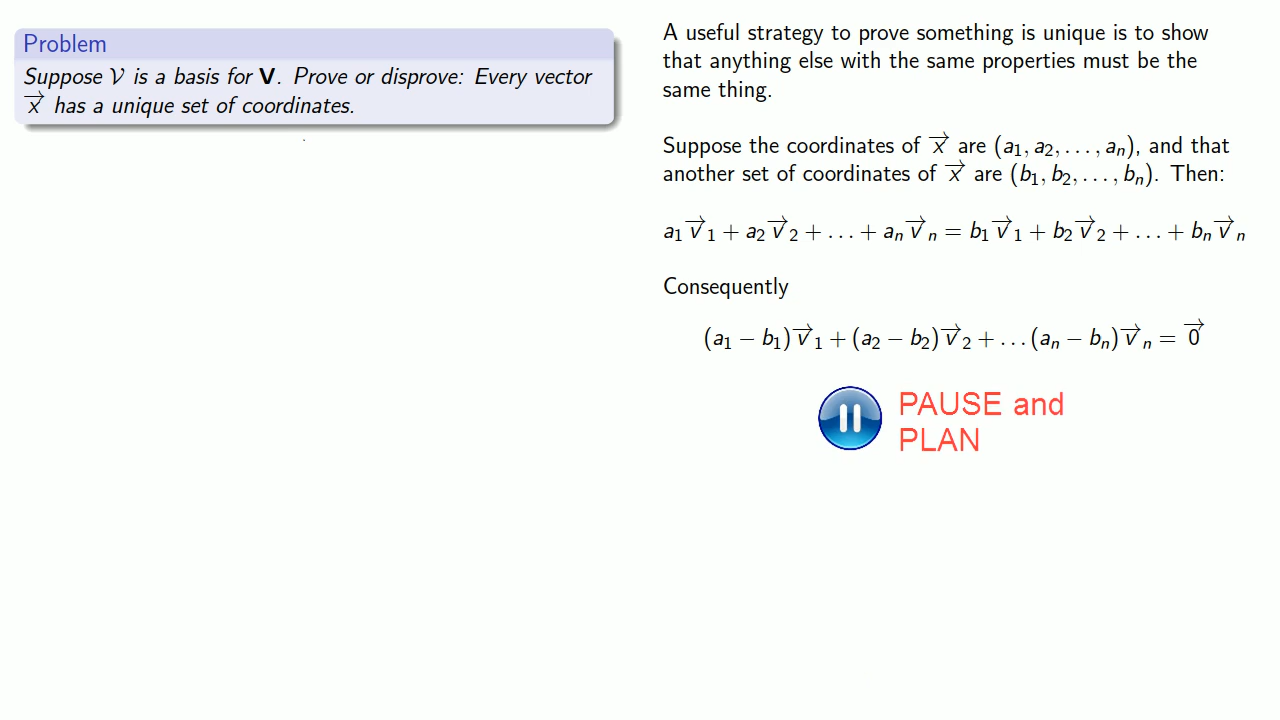 Problem
Suppose 𝒱 is a basis for V. Prove or disprove: Every vector
x⃗ has a unique set of coordinates.
A useful strategy to prove something is unique is to show
that anything else with the same properties must be the
same thing.
Suppose the coordinates of x⃗ are (a₁, a₂, . . . , aₙ), and that
another set of coordinates of x⃗ are (b₁, b₂, . . . , bₙ). Then:
a₁v⃗₁ + a₂v⃗₂ + . . . + aₙv⃗ₙ = b₁v⃗₁ + b₂v⃗₂ + . . . + bₙv⃗ₙ
Consequently
(a₁ − b₁)v⃗₁ + (a₂ − b₂)v⃗₂ + . . . (aₙ − bₙ)v⃗ₙ = 0⃗
PAUSE and
PLAN